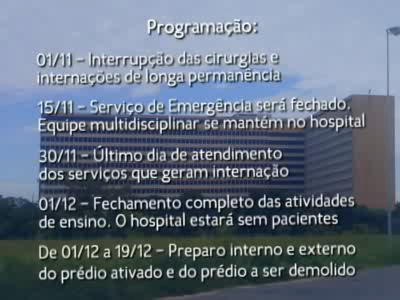 Programação:
01/11 – Interrupção das cirurgias e
internações de longa permanência
15/11 – Serviço de Emergência será fechado.
Equipe multidisciplinar se mantém no hospital
30/11 – Último dia de atendimento
dos serviços que geram internação
01/12 – Fechamento completo das atividades
de ensino. O hospital estará sem pacientes
De 01/12 a 19/12 – Preparo interno e externo
do prédio ativado e do prédio a ser demolido